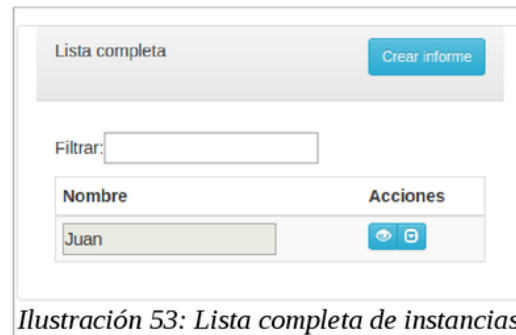 Lista completa
Crear informe
Filtrar:
Nombre Acciones
Juan
Ilustración 53: Lista completa de instancias